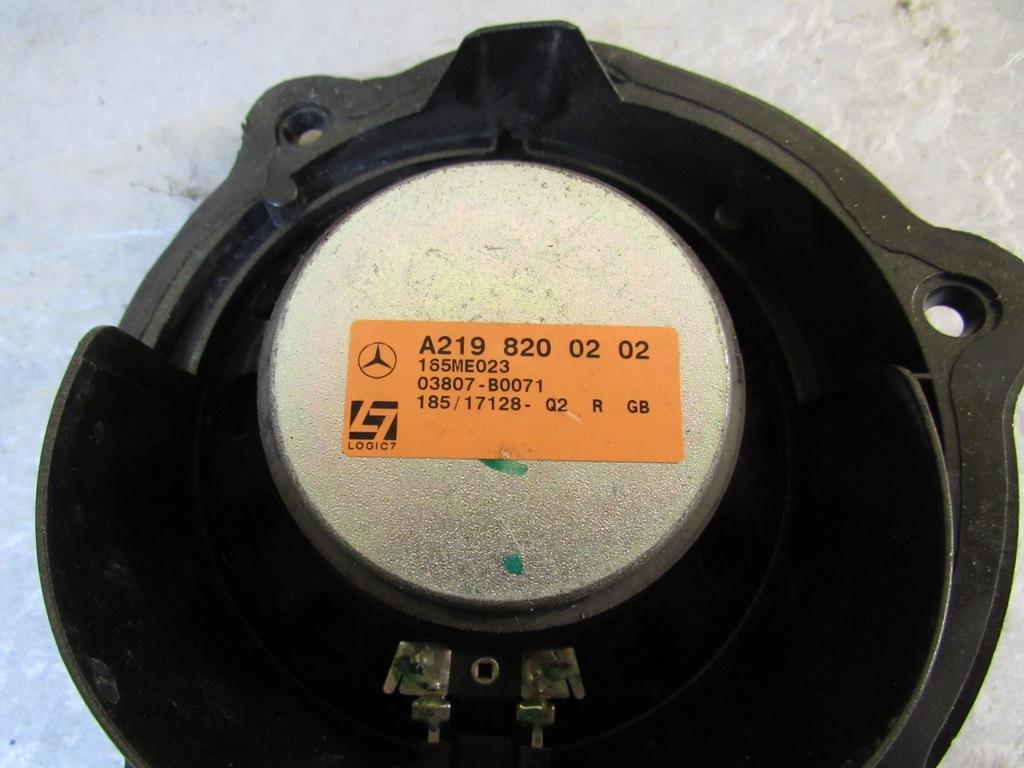 A219 820 02 02
185ME023
03807-B0071
185/17128- Q2 R GB
LOGIC7